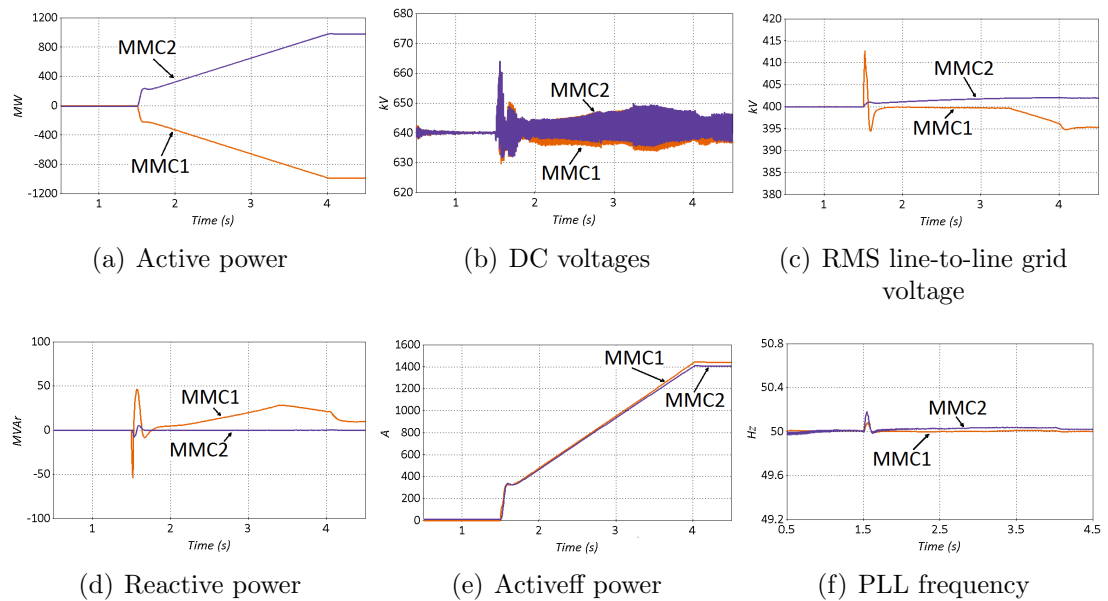 1200
800
400
0
-400
-800
-1200
MW
MMC2
MMC1
1 2 3 4
Time (s)
(a) Active power
680
670
660
650
640
630
620
kV
MMC2
MMC1
1 2 3 4
Time (s)
(b) DC voltages
420
415
410
405
400
395
390
385
380
kV
MMC2
MMC1
1 2 3 4
Time (s)
(c) RMS line-to-line grid
voltage
100
50
0
-50
-100
MVAr
MMC1
MMC2
1 2 3 4
Time (s)
(d) Reactive power
1600
1400
1200
1000
800
600
400
200
0
A
MMC1
MMC2
1 2 3 4
Time (s)
(e) Activeff power
50.8
50.4
50
49.6
49.2
Hz
MMC2
MMC1
0.5 1.5 2.5 3.5 4.5
Time (s)
(f) PLL frequency